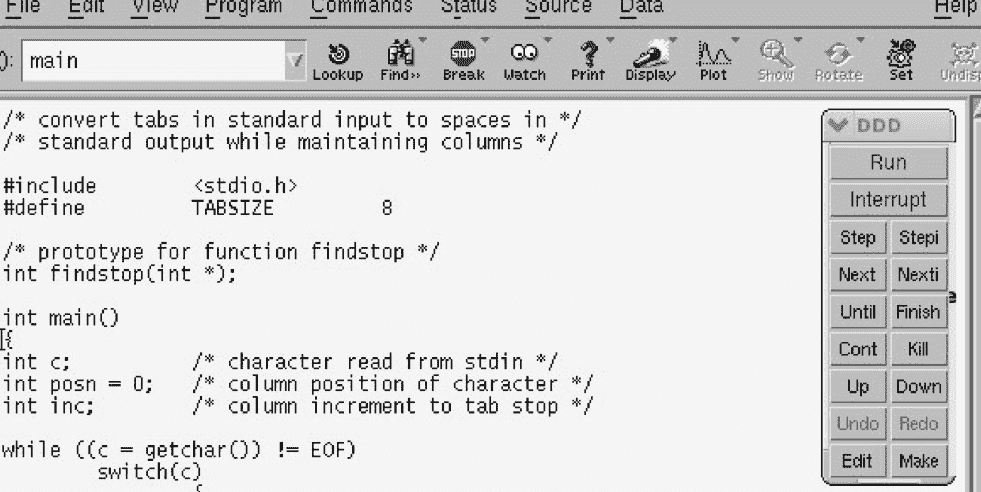 File Edit View Program Commands Status Source Data Help
): main
Lookup Find›› Break Watch Print Display Plot Show Rotate Set Undisp
STOP
/* convert tabs in standard input to spaces in */
/* standard output while maintaining columns */
#include <stdio.h>
#define TABSIZE 8
/* prototype for function findstop */
int findstop(int *);
int main()
{
int c; /* character read from stdin */
int posn = 0; /* column position of character */
int inc; /* column increment to tab stop */
while ((c = getchar()) != EOF)
switch(c)
{
DDD
Run
Interrupt
Step Stepi
Next Nexti
Until Finish
Cont Kill
Up Down
Undo Redo
Edit Make